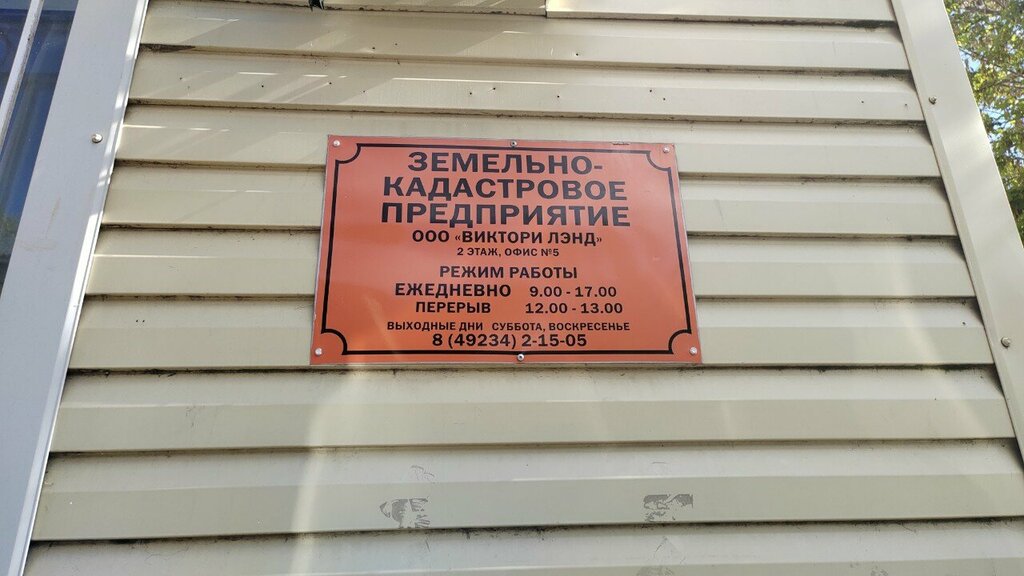 ЗЕМЕЛЬНО-
КАДАСТРОВОЕ
ПРЕДПРИЯТИЕ
ООО «ВИКТОРИ ЛЭНД»
2 ЭТАЖ, ОФИС №5
РЕЖИМ РАБОТЫ
ЕЖЕДНЕВНО 9.00 - 17.00
ПЕРЕРЫВ 12.00 - 13.00
ВЫХОДНЫЕ ДНИ СУББОТА, ВОСКРЕСЕНЬЕ
8 (49234) 2-15-05